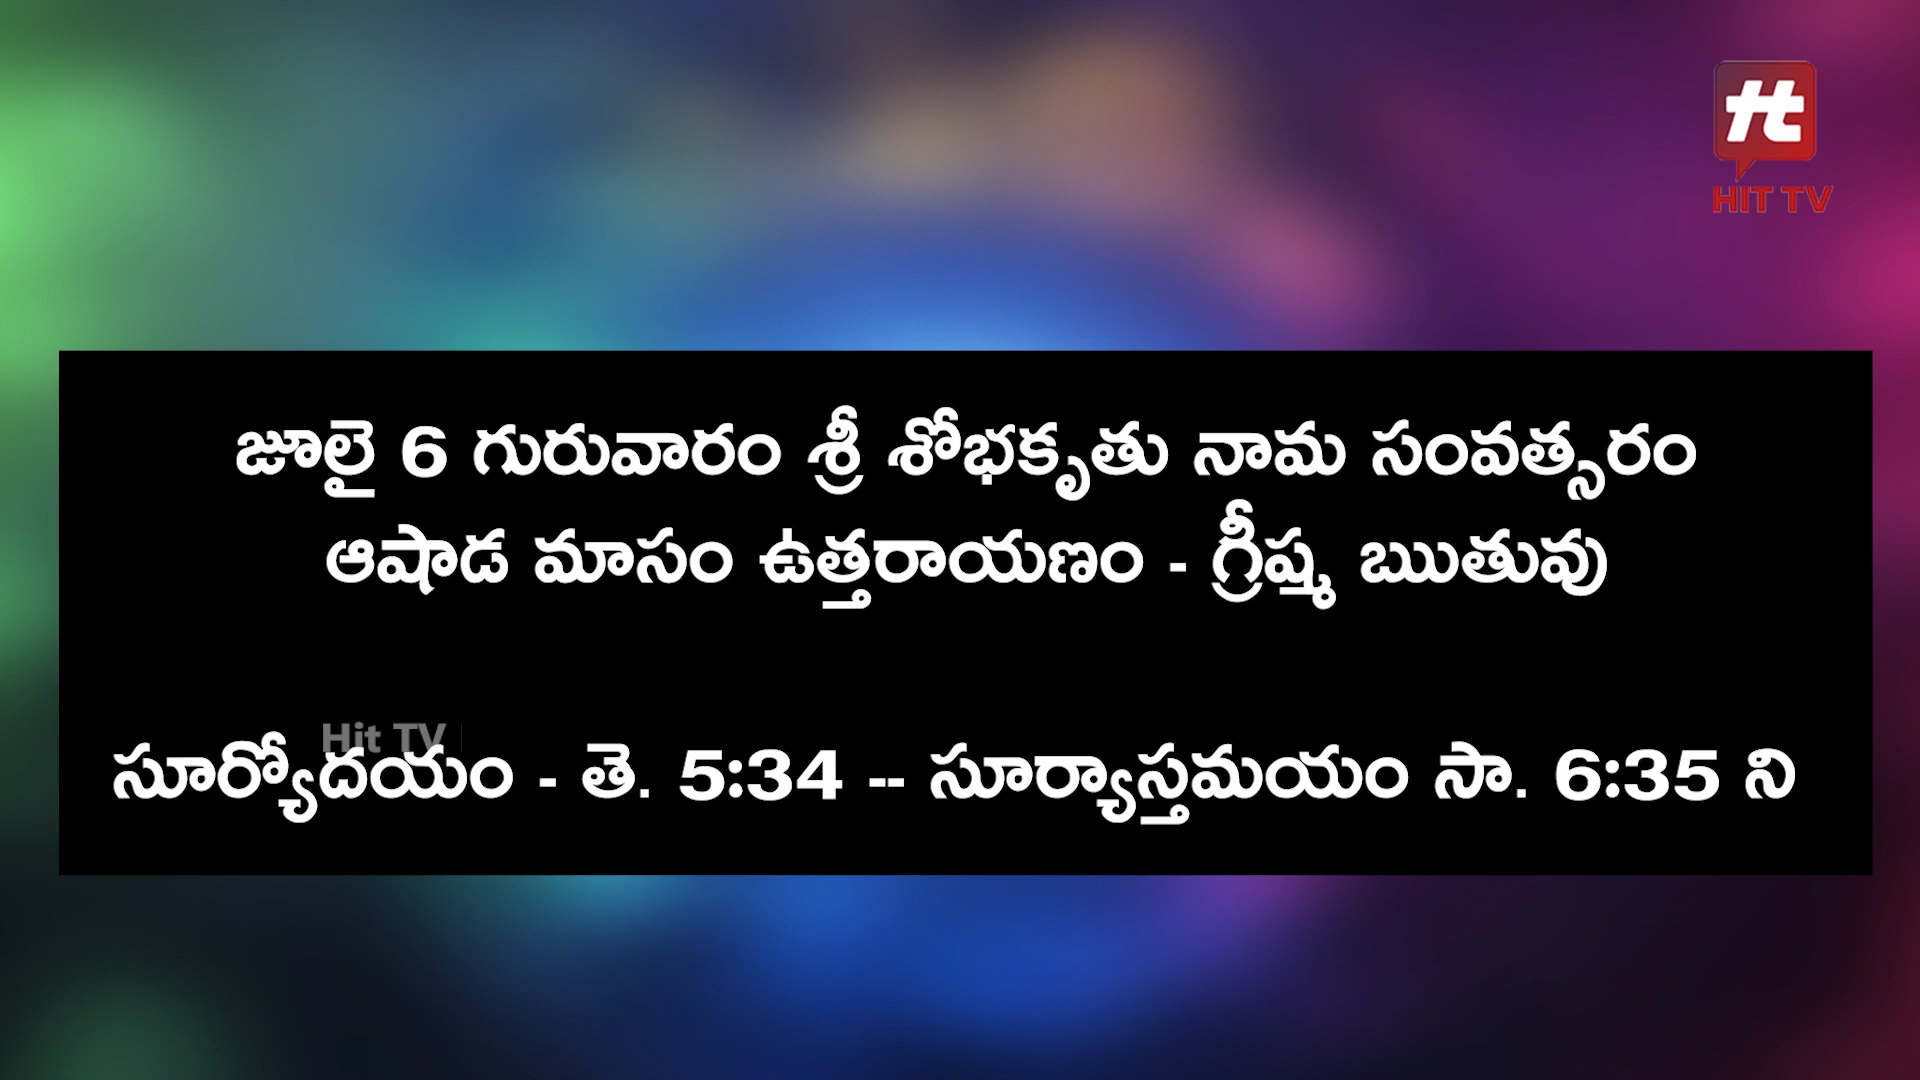 HIT TV
జూలై 6 గురువారం శ్రీ శోభకృతు నామ సంవత్సరం
ఆషాడ మాసం ఉత్తరాయణం - గ్రీష్మ ఋతువు
Hit TV
సూర్యోదయం - తె. 5:34 -- సూర్యాస్తమయం సా. 6:35 ని